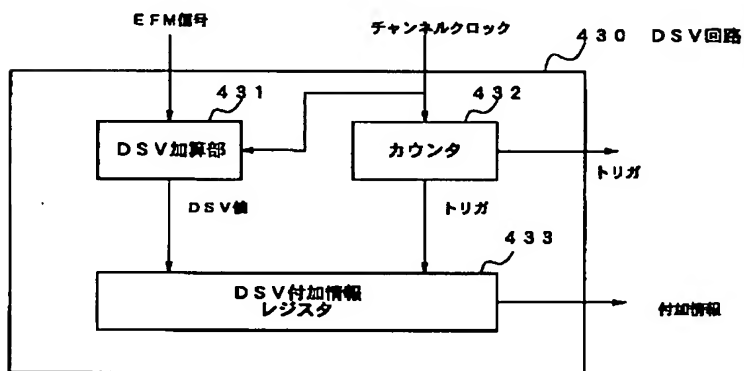 EFM信号
チャンネルクロック
430 DSV回路
431
432
DSV加算部
カウンタ
トリガ
DSV値
トリガ
433
DSV付加情報
レジスタ
付加情報